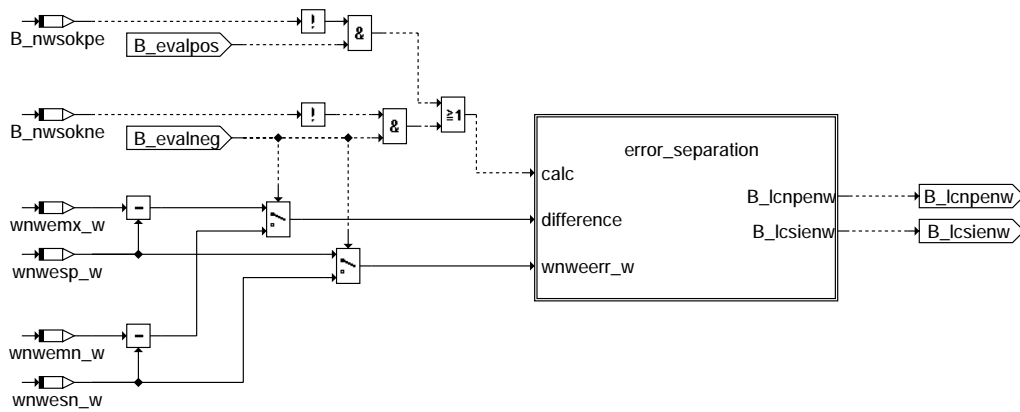 B_nwsokpe
!
B_evalpos
&
B_nwsokne
!
B_evalneg
&
≧1
error_separation
calc
B_lcnpenw
B_lcnpenw
wnwemx_w
-
difference
B_lcsienw
B_lcsienw
wnwesp_w
wnweerr_w
wnwemn_w
-
wnwesn_w